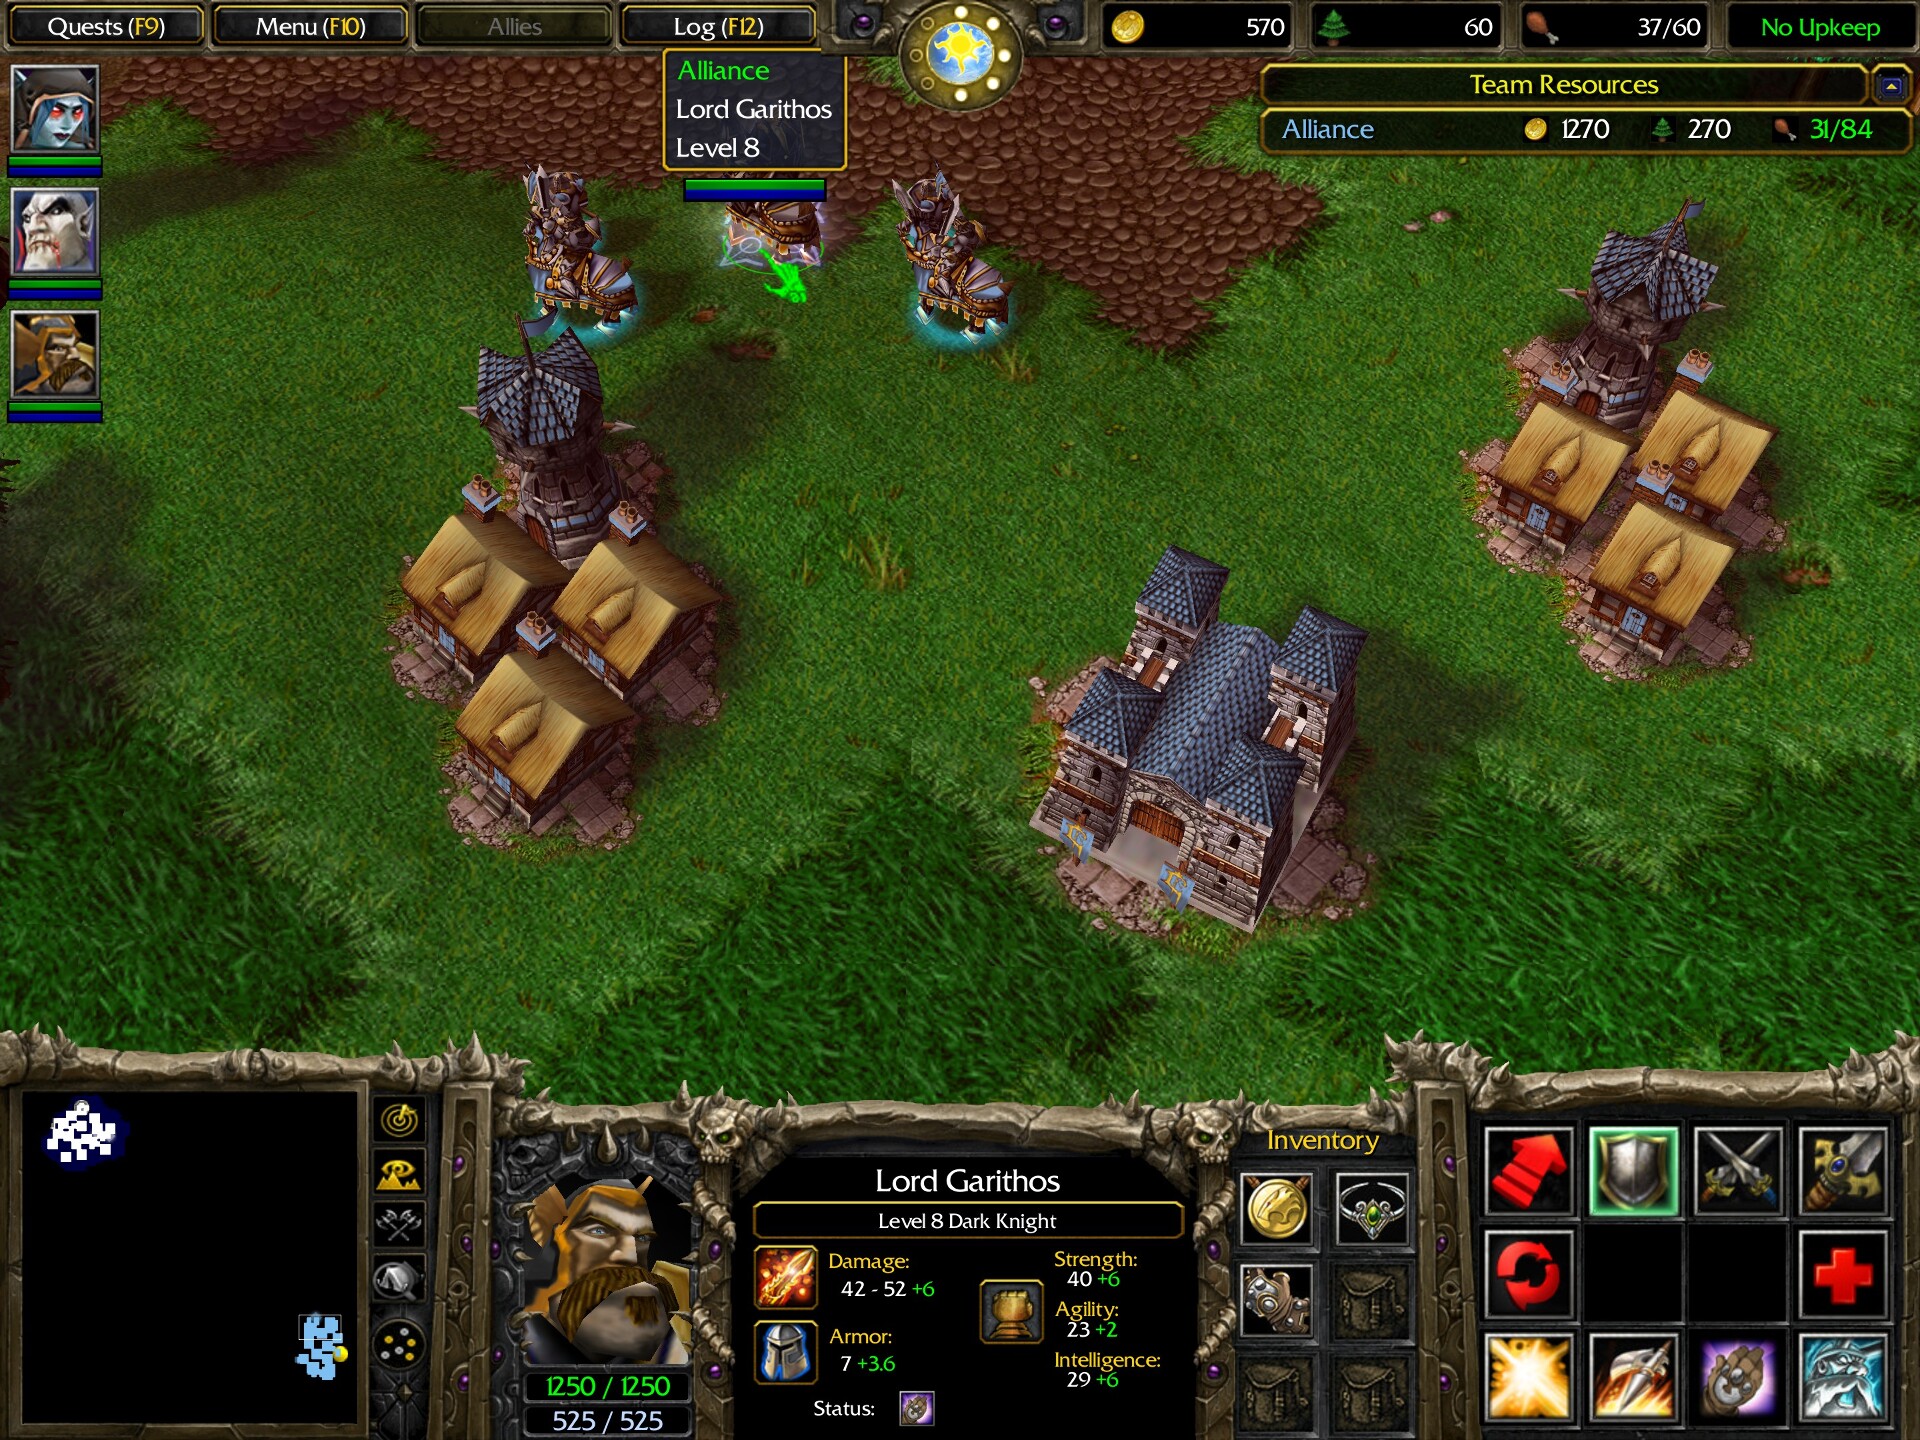 Quests (F9)
Menu (F10)
Allies
Log (F12)
570
60
37/60
No Upkeep
Alliance
Lord Garithos
Level 8
Team Resources
Alliance
1270
270
31/84
Lord Garithos
Level 8 Dark Knight
Damage:
42 - 52 +6
Armor:
7 +3.6
Status:
Strength:
40 +6
Agility:
23 +2
Intelligence:
29 +6
1250 / 1250
525 / 525
Inventory